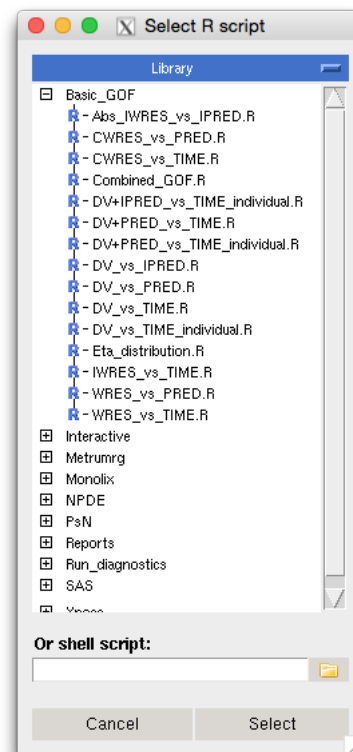 X Select R script
Library
Basic_GOF
R - Abs_IWRES_vs_IPRED.R
R - CWRES_vs_PRED.R
R - CWRES_vs_TIME.R
R - Combined_GOF.R
R - DV+IPRED_vs_TIME_individual.R
R - DV+PRED_vs_TIME.R
R - DV+PRED_vs_TIME_individual.R
R - DV_vs_IPRED.R
R - DV_vs_PRED.R
R - DV_vs_TIME.R
R - DV_vs_TIME_individual.R
R - Eta_distribution.R
R - IWRES_vs_TIME.R
R - WRES_vs_PRED.R
R - WRES_vs_TIME.R
Interactive
Metrumrg
Monolix
NPDE
PsN
Reports
Run_diagnostics
SAS
Or shell script:
Cancel Select